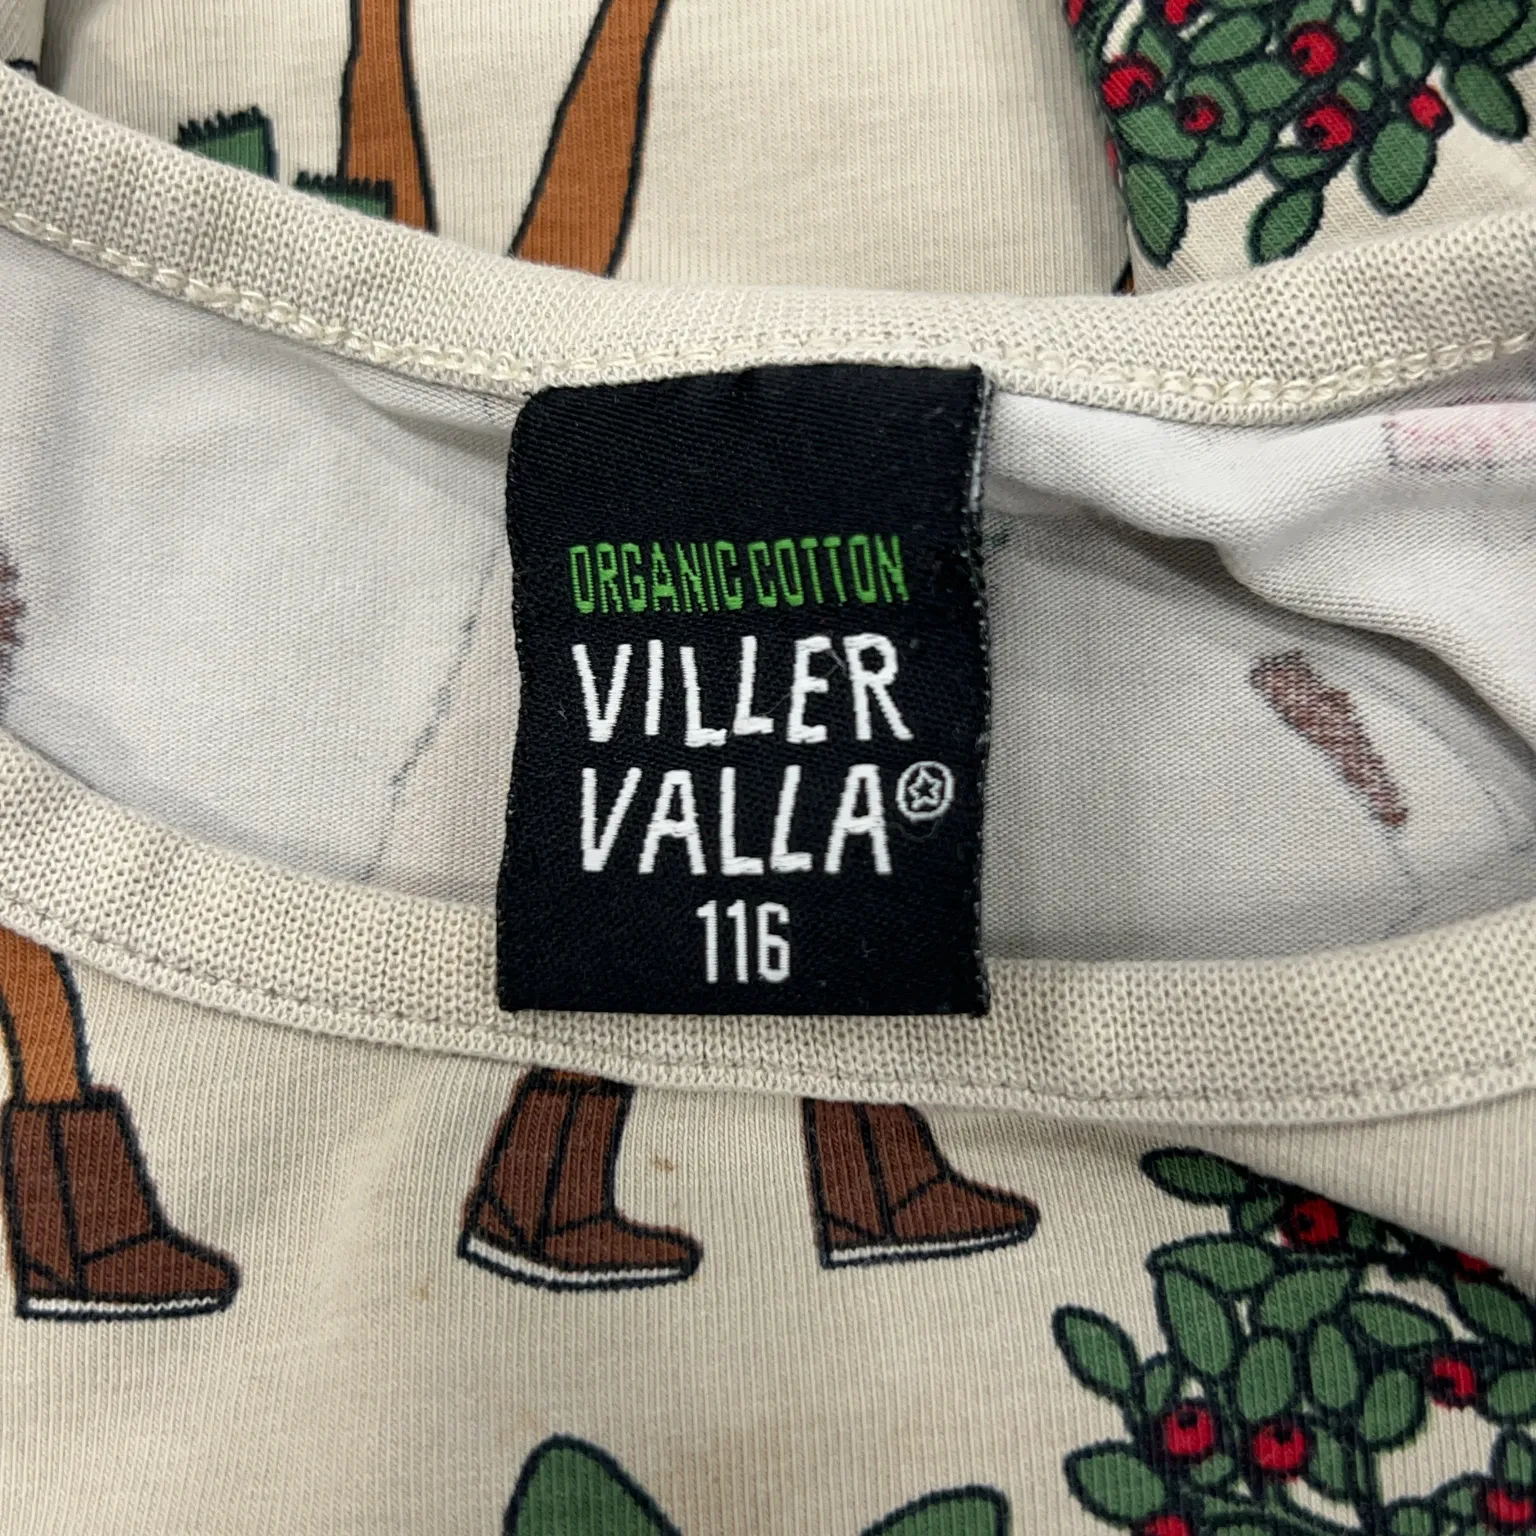 ORGANIC COTTON
VILLER
VALLA
116